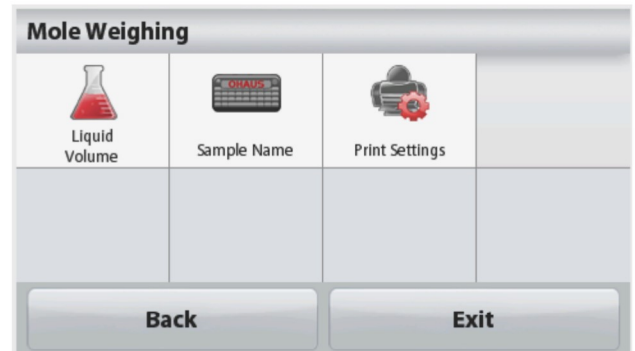 Mole Weighing
Liquid
Volume
OHAUS
Sample Name
Print Settings
Back
Exit